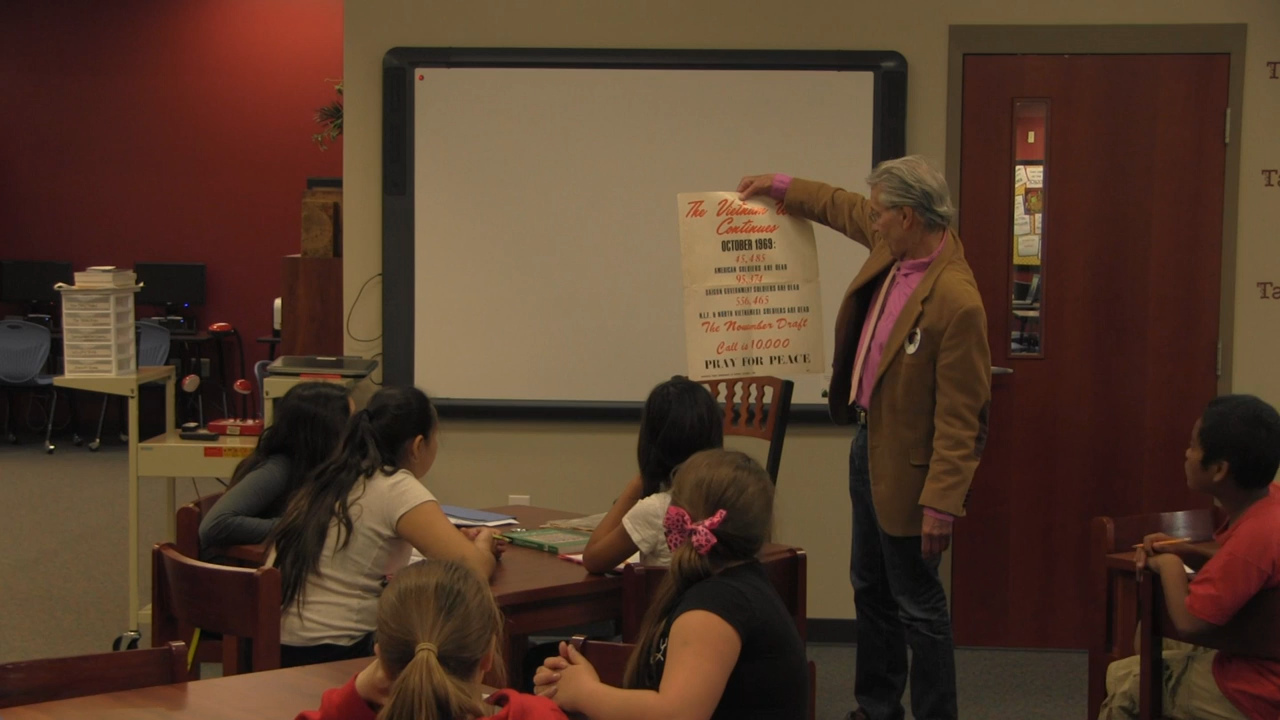 The Vietnam
Continues
OCTOBER 1969:
45,485
AMERICAN SOLDIERS ARE DEAD
95,974
SAIGON GOVERNMENT SOLDIERS ARE DEAD
556,465
N.L.F. & NORTH VIETNAMESE SOLDIERS ARE DEAD
The November Draft
Call is 10,000
PRAY FOR PEACE